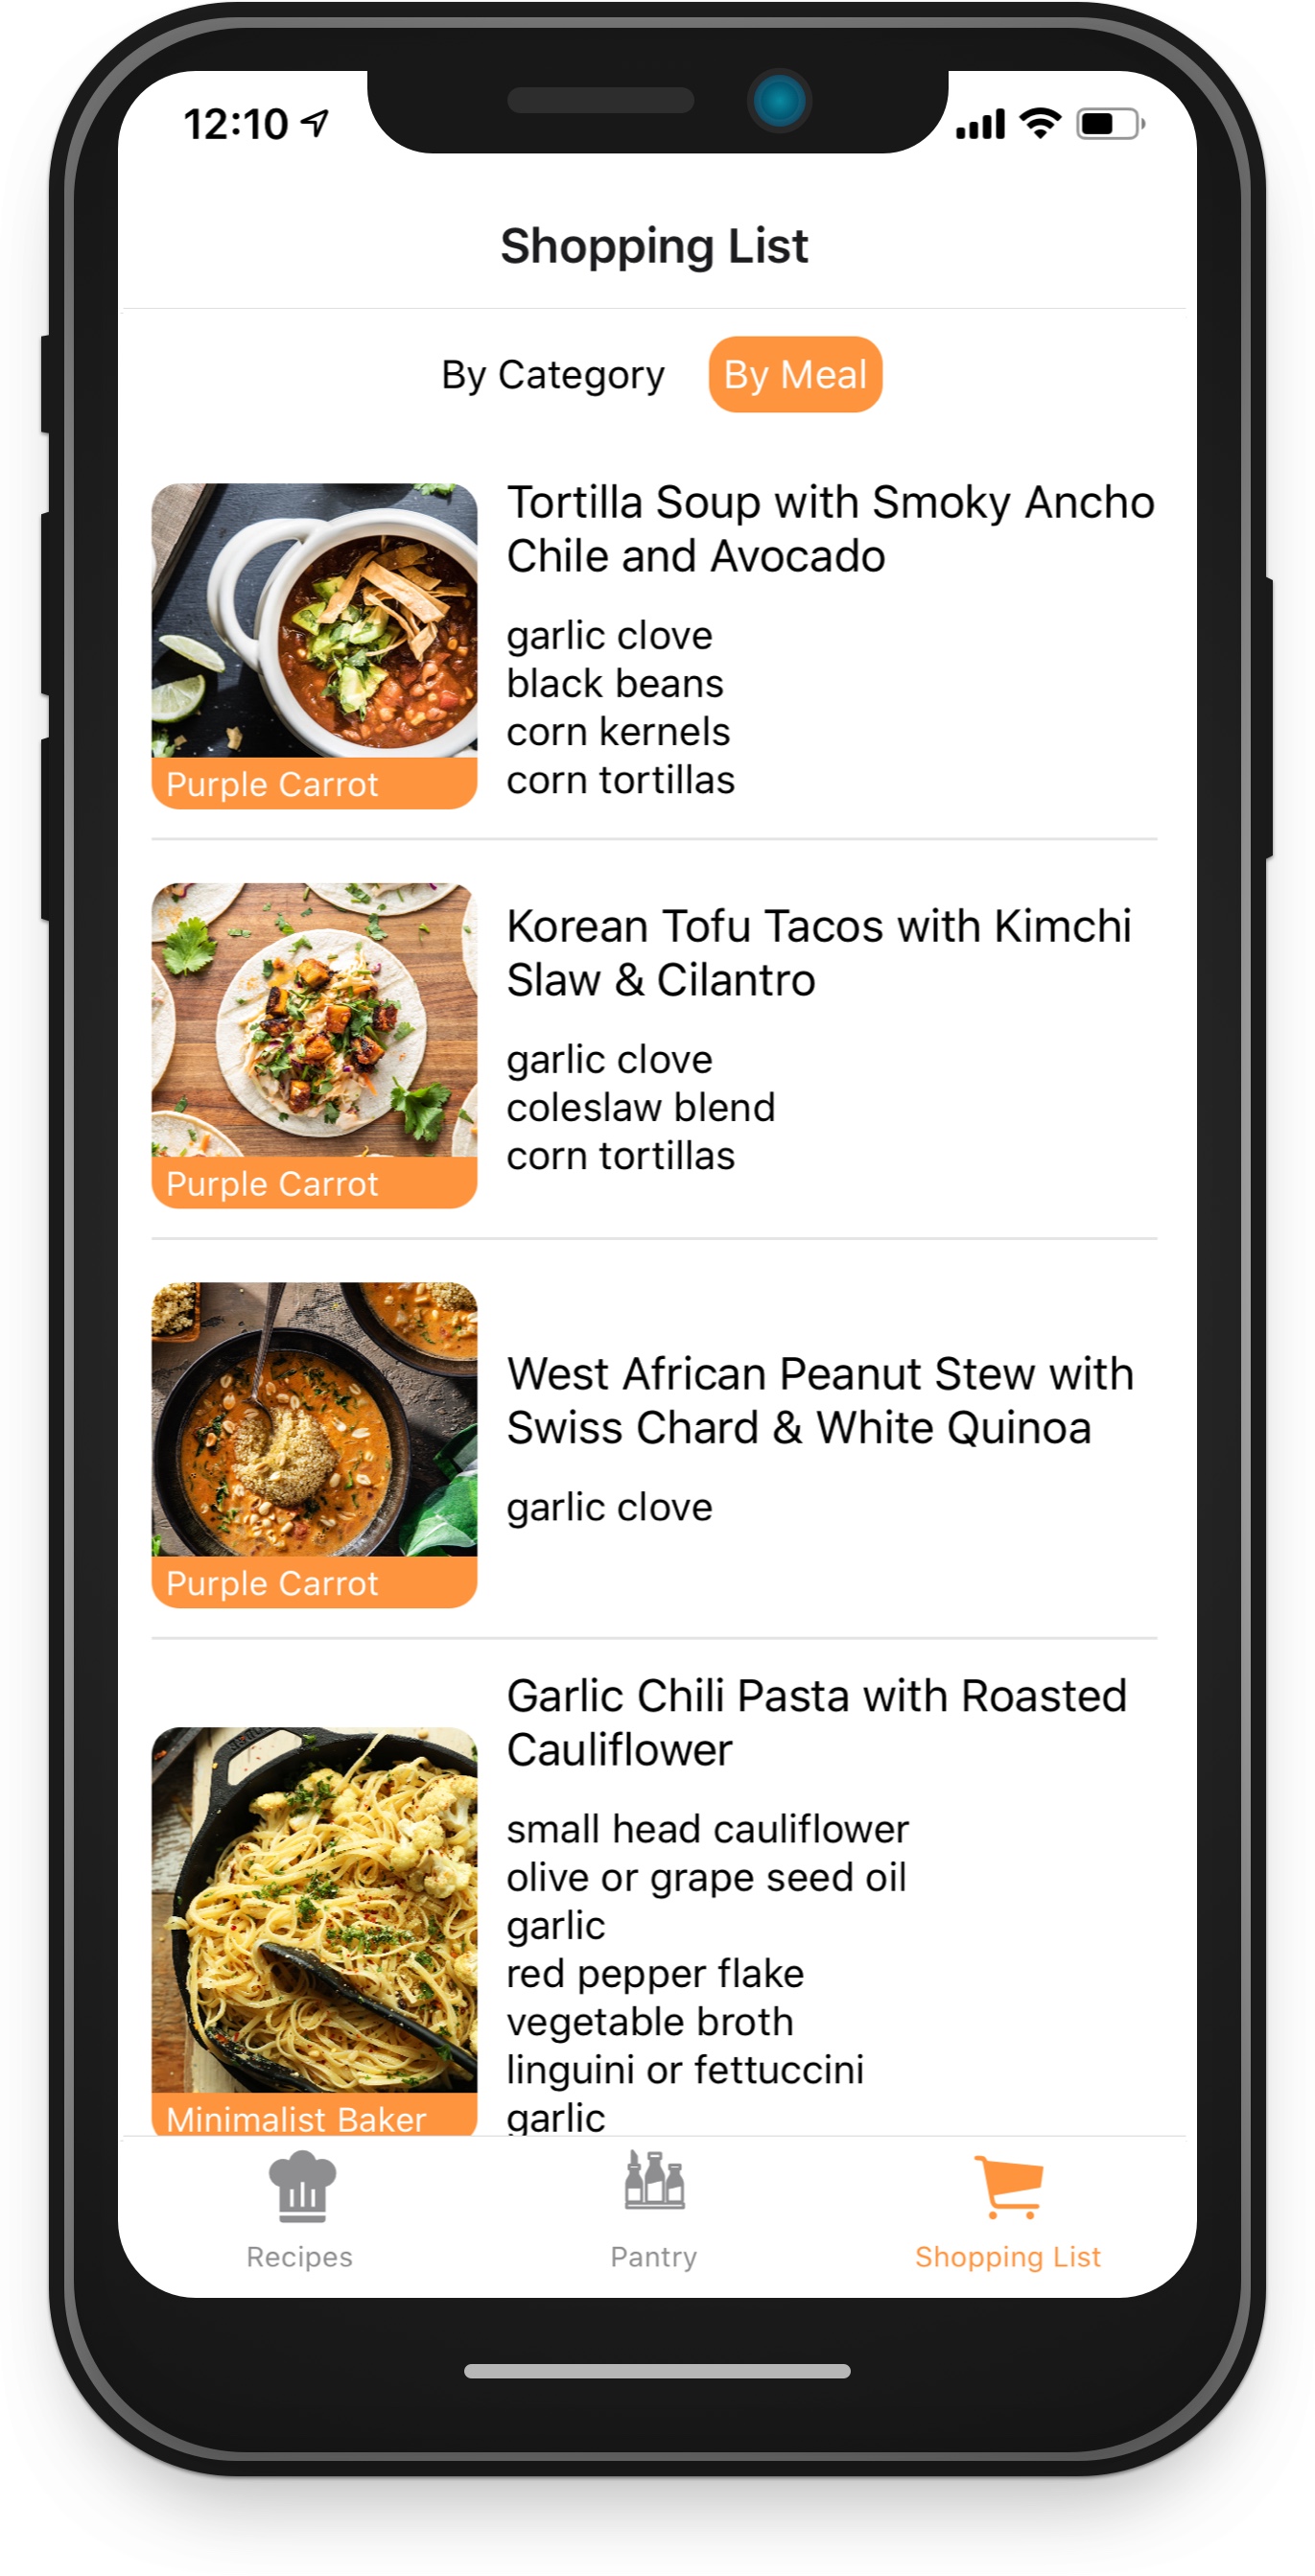 12:10
Shopping List
By Category By Meal
Tortilla Soup with Smoky Ancho
Chile and Avocado
garlic clove
black beans
corn kernels
corn tortillas
Purple Carrot
Korean Tofu Tacos with Kimchi
Slaw & Cilantro
garlic clove
coleslaw blend
corn tortillas
Purple Carrot
West African Peanut Stew with
Swiss Chard & White Quinoa
garlic clove
Purple Carrot
Garlic Chili Pasta with Roasted
Cauliflower
small head cauliflower
olive or grape seed oil
garlic
red pepper flake
vegetable broth
linguini or fettuccini
garlic
Minimalist Baker
Recipes Pantry Shopping List